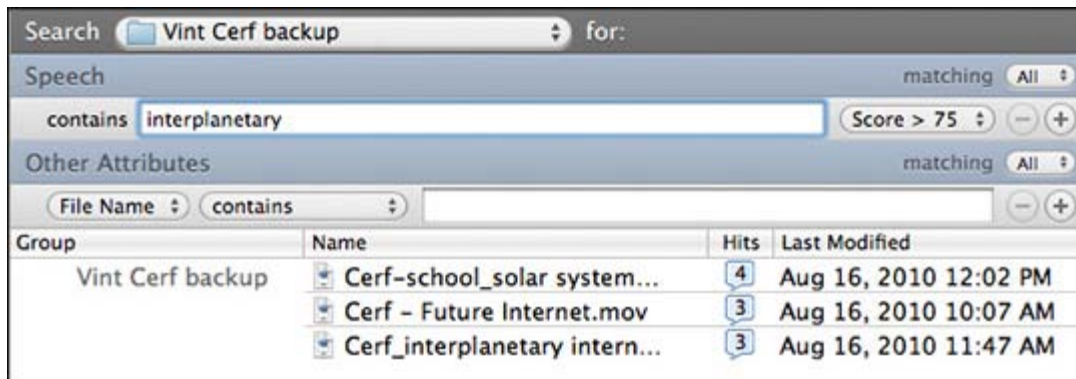 Search Vint Cerf backup for:
Speech matching All
contains interplanetary Score > 75
Other Attributes matching All
File Name contains
Group Name Hits Last Modified
Vint Cerf backup Cerf-school_solar system... 4 Aug 16, 2010 12:02 PM
Cerf - Future Internet.mov 3 Aug 16, 2010 10:07 AM
Cerf_interplanetary intern... 3 Aug 16, 2010 11:47 AM